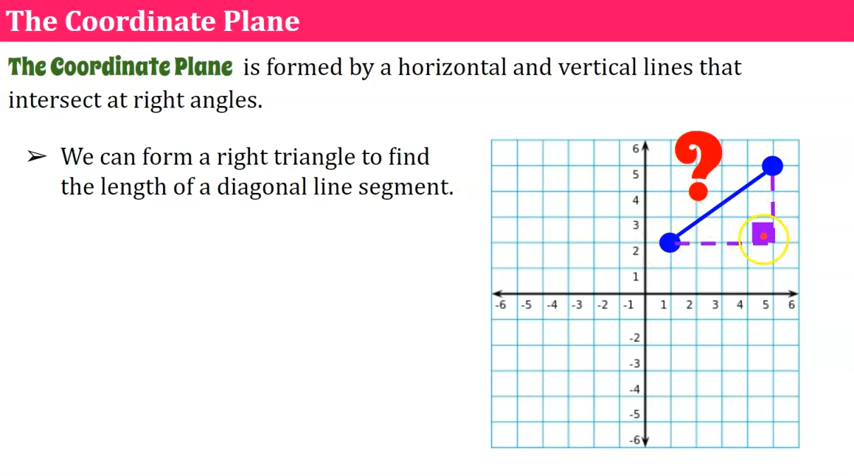 The Coordinate Plane
The Coordinate Plane is formed by a horizontal and vertical lines that
intersect at right angles.
➢ We can form a right triangle to find
the length of a diagonal line segment.
?
6
5
4
3
2
1
-6 -5 -4 -3 -2 -1 1 2 3 4 5 6
-2
-3
-4
-5
-6